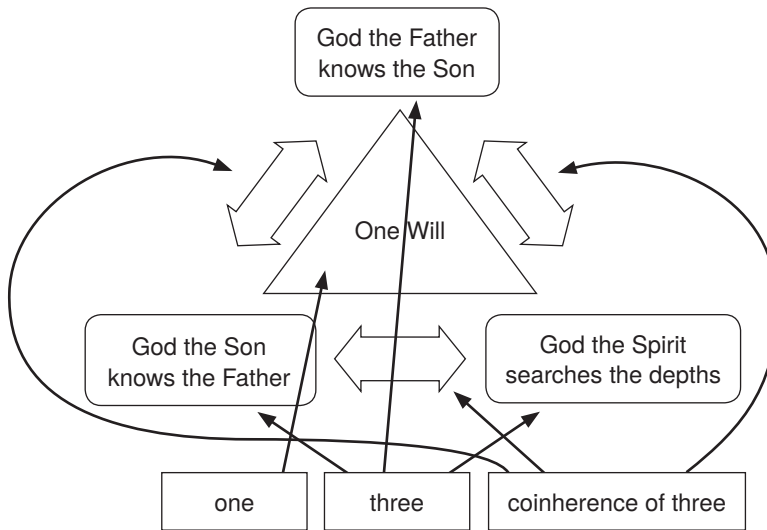 God the Father
knows the Son
One Will
God the Son
knows the Father
God the Spirit
searches the depths
one
three
coinherence of three